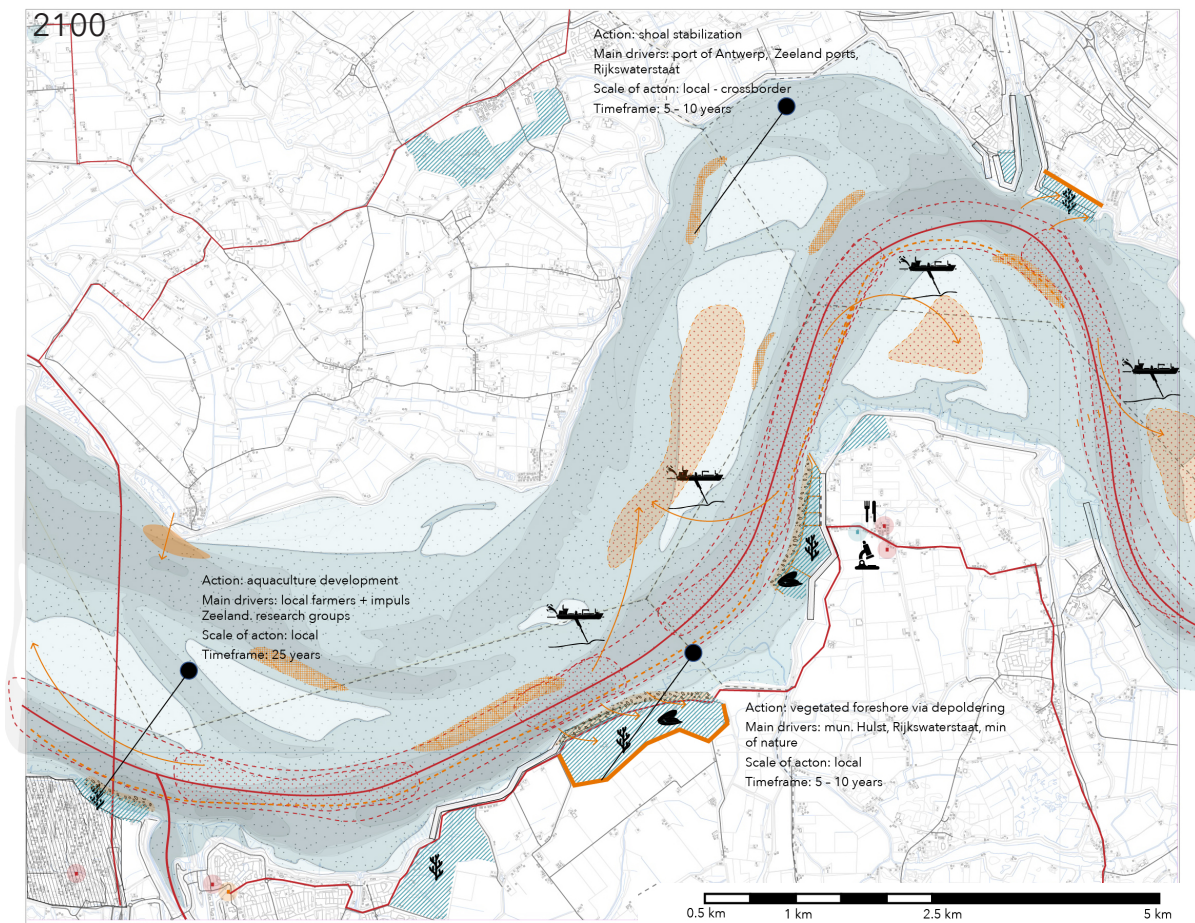 2100
Action: shoal stabilization
Main drivers: port of Antwerp, Zeeland ports,
Rijkswaterstaat
Scale of acton: local - crossborder
Timeframe: 5 – 10 years
Action: aquaculture development
Main drivers: local farmers + impuls
Zeeland. research groups
Scale of acton: local
Timeframe: 25 years
Action: vegetated foreshore via depoldering
Main drivers: mun. Hulst, Rijkswaterstaat, min
of nature
Scale of acton: local
Timeframe: 5 – 10 years
0.5 km 1 km 2.5 km 5 km